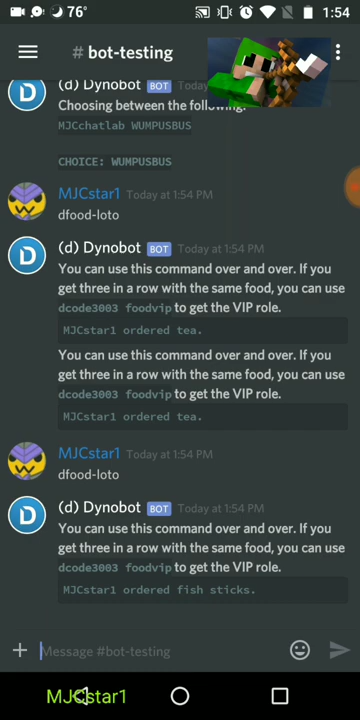 76°
1:54
# bot-testing
(d) Dynobot BOT Today
Choosing between the following:
MJCchatlab WUMPUSBUS
CHOICE: WUMPUSBUS
MJCstar1 Today at 1:54 PM
dfood-loto
(d) Dynobot BOT Today at 1:54 PM
You can use this command over and over. If you
get three in a row with the same food, you can use
dcode3003 foodvip to get the VIP role.
MJCstar1 ordered tea.
You can use this command over and over. If you
get three in a row with the same food, you can use
dcode3003 foodvip to get the VIP role.
MJCstar1 ordered tea.
MJCstar1 Today at 1:54 PM
dfood-loto
(d) Dynobot BOT Today at 1:54 PM
You can use this command over and over. If you
get three in a row with the same food, you can use
dcode3003 foodvip to get the VIP role.
MJCstar1 ordered fish sticks.
Message #bot-testing
MJCstar1